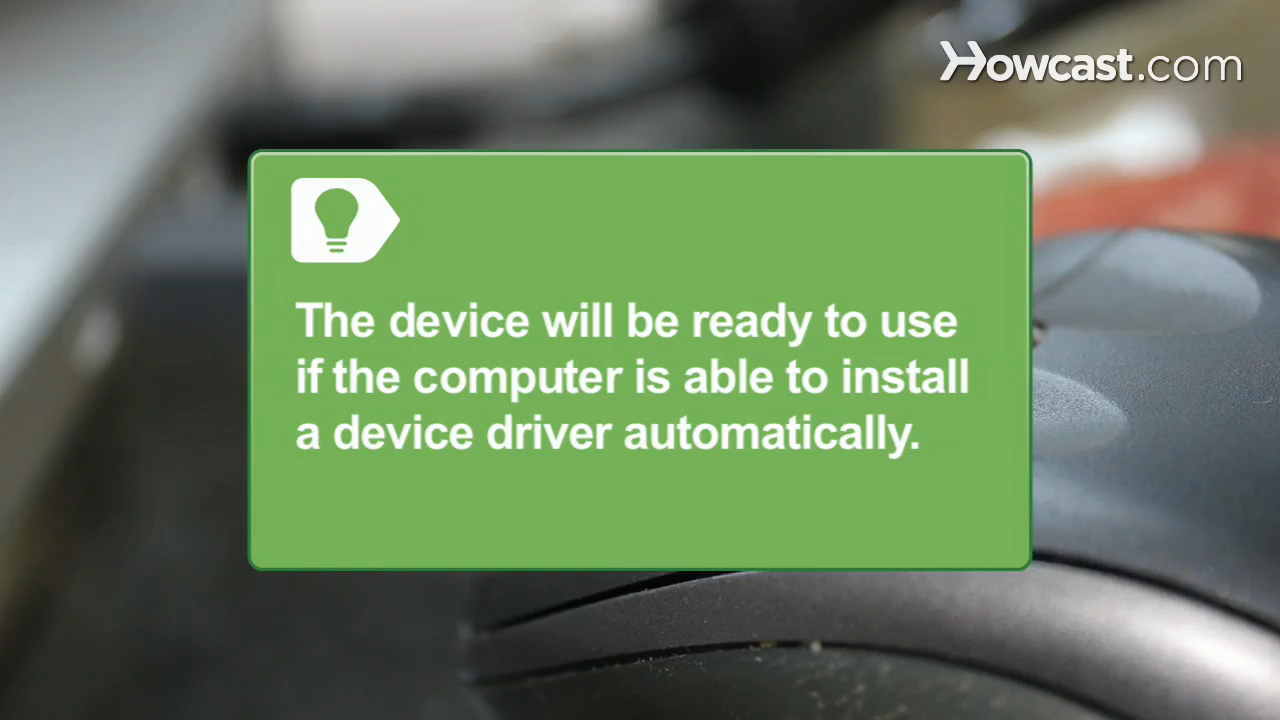 Howcast.com
The device will be ready to use
if the computer is able to install
a device driver automatically.